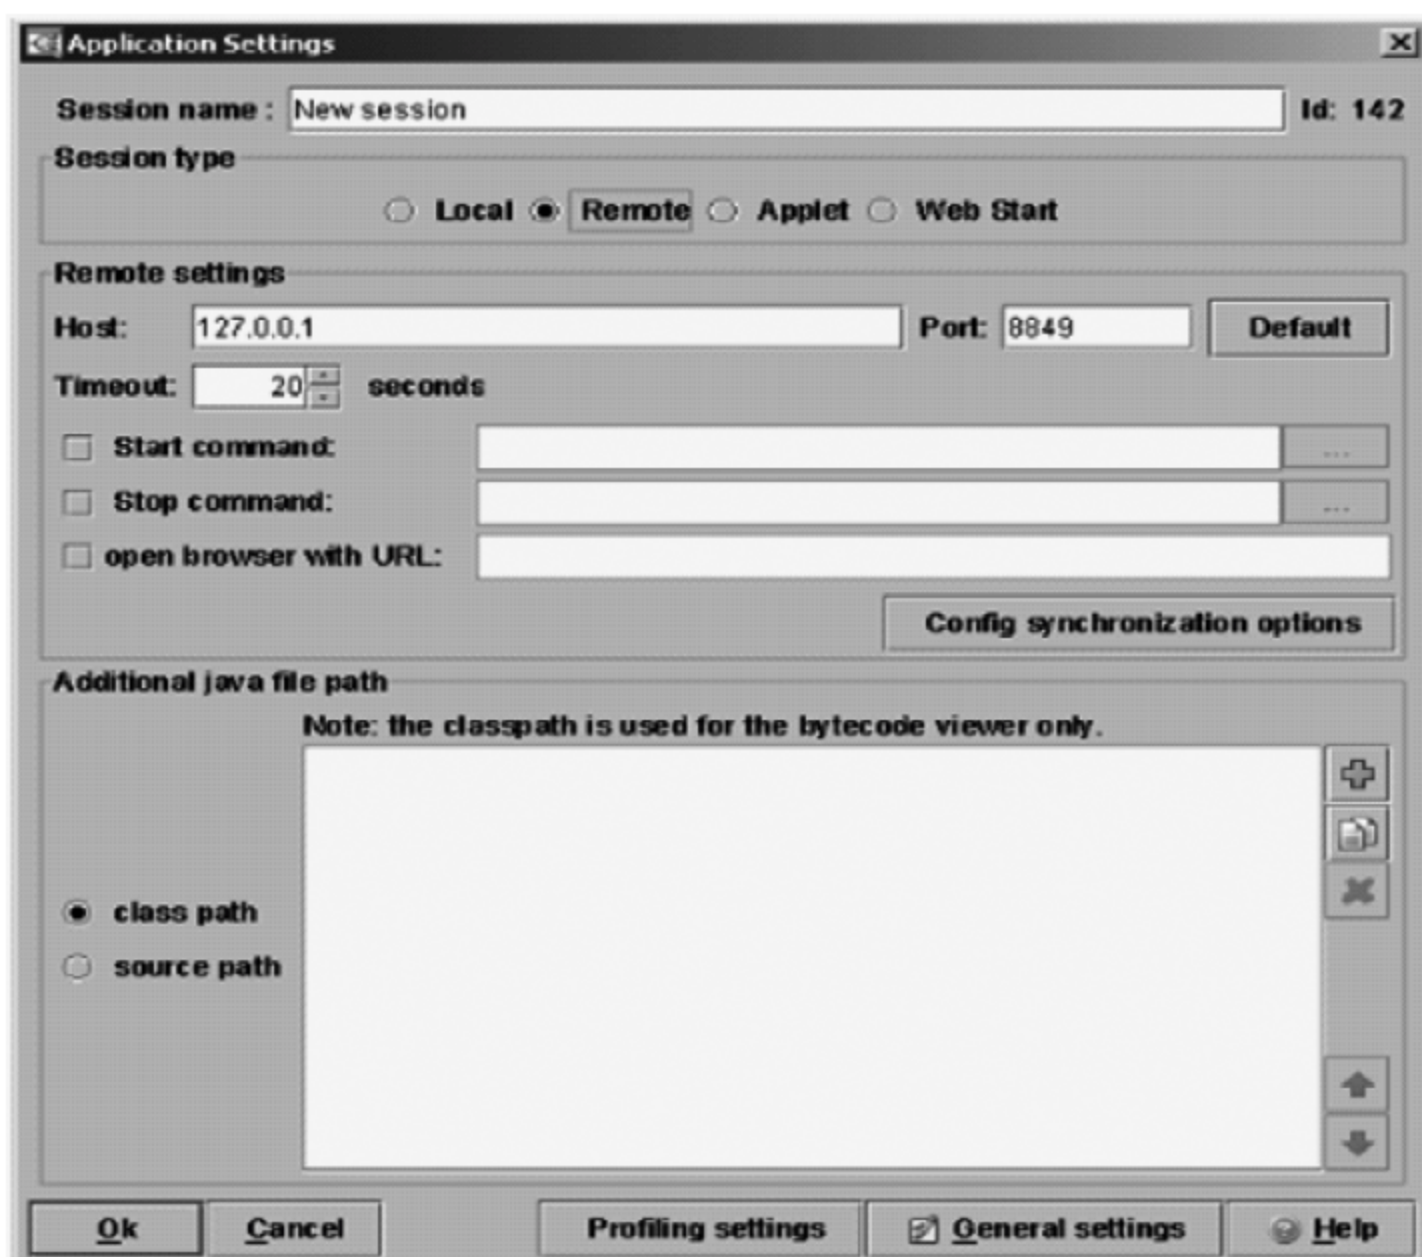 Application Settings
Session name : New session Id: 142
Session type
Local Remote Applet Web Start
Remote settings
Host: 127.0.0.1 Port: 8849 Default
Timeout: 20 seconds
Start command: ...
Stop command: ...
open browser with URL:
Config synchronization options
Additional java file path
Note: the classpath is used for the bytecode viewer only.
class path
source path
Ok Cancel Profiling settings General settings Help